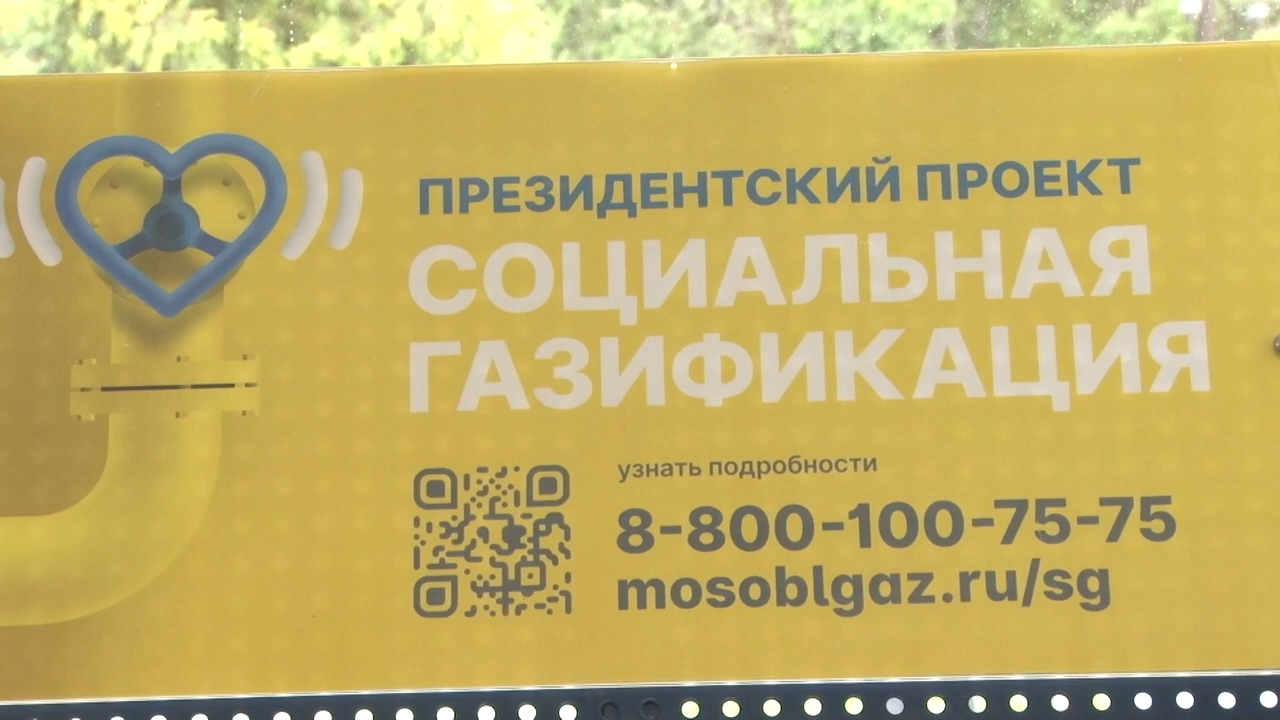 ПРЕЗИДЕНТСКИЙ ПРОЕКТ
СОЦИАЛЬНАЯ
ГАЗИФИКАЦИЯ
узнать подробности
8-800-100-75-75
mosoblgaz.ru/sg